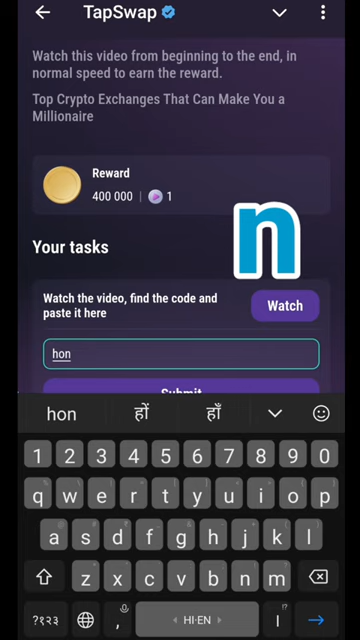 TapSwap
Watch this video from beginning to the end, in
normal speed to earn the reward.
Top Crypto Exchanges That Can Make You a
Millionaire
Reward
400 000 | 1
n
Your tasks
Watch the video, find the code and
paste it here
Watch
hon
Submit
hon हों हाँ
1 2 3 4 5 6 7 8 9 0
q w e r t y u i o p
a s d f g h j k l
z x c v b n m
?१२३ , HI·EN । !?